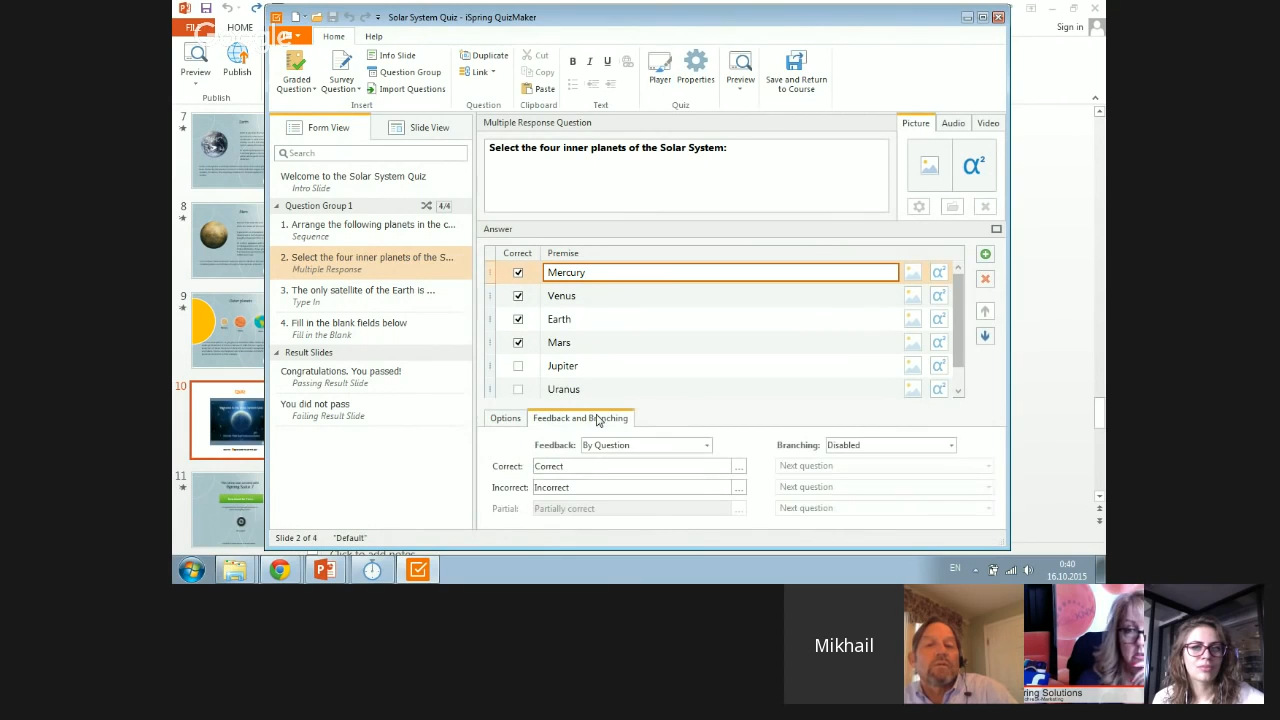 Solar System Quiz - iSpring QuizMaker
Sign in
FILE HOME
Google
Home Help
Preview Publish
Publish
Graded Question
Survey Question
Info Slide
Question Group
Import Questions
Insert
Duplicate
Link
Question
Cut
Copy
Paste
Clipboard
B I U
Text
Player Properties
Quiz
Preview
Save and Return to Course
Form View Slide View
Search
Welcome to the Solar System Quiz
Intro Slide
Question Group 1 4/4
1. Arrange the following planets in the c...
Sequence
2. Select the four inner planets of the S...
Multiple Response
3. The only satellite of the Earth is ...
Type In
4. Fill in the blank fields below
Fill in the Blank
Result Slides
Congratulations, You passed!
Passing Result Slide
You did not pass
Failing Result Slide
Multiple Response Question
Select the four inner planets of the Solar System:
Picture Audio Video
α²
Answer
Correct Premise
Mercury
Venus
Earth
Mars
Jupiter
Uranus
Options Feedback and Branching
Feedback: By Question Branching: Disabled
Correct: Correct ... Next question
Incorrect: Incorrect ... Next question
Partial: Partially correct ... Next question
Slide 2 of 4 "Default"
7
8
9
10
11
Click to add notes
EN 0:40
16.10.2015
Mikhail
ring Solutions